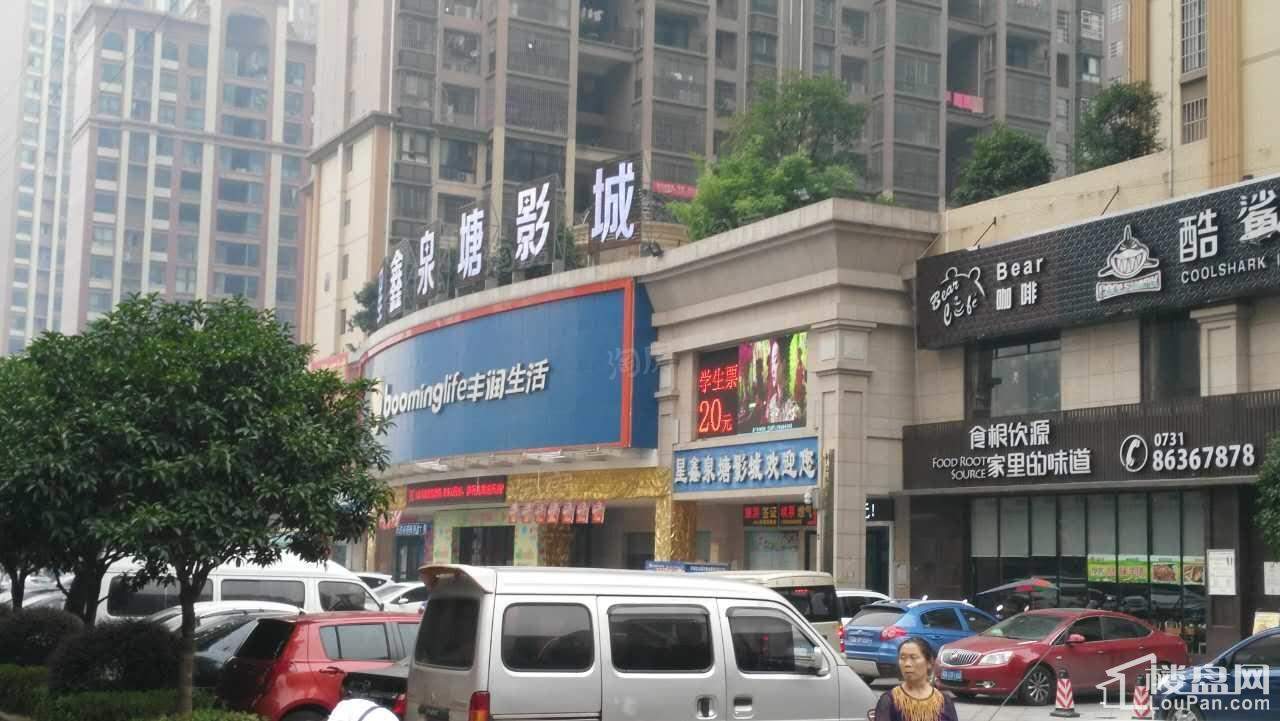 鑫泉塘影城
boominglife丰润生活
学生票
20元
星鑫泉塘影城欢迎您
Bear
咖啡
Bear
Cafe
酷鲨
COOLSHARK
食根饮源
FOOD ROOT
SOURCE
家里的味道
0731
86367878
淘房
楼盘网
LouPan.com